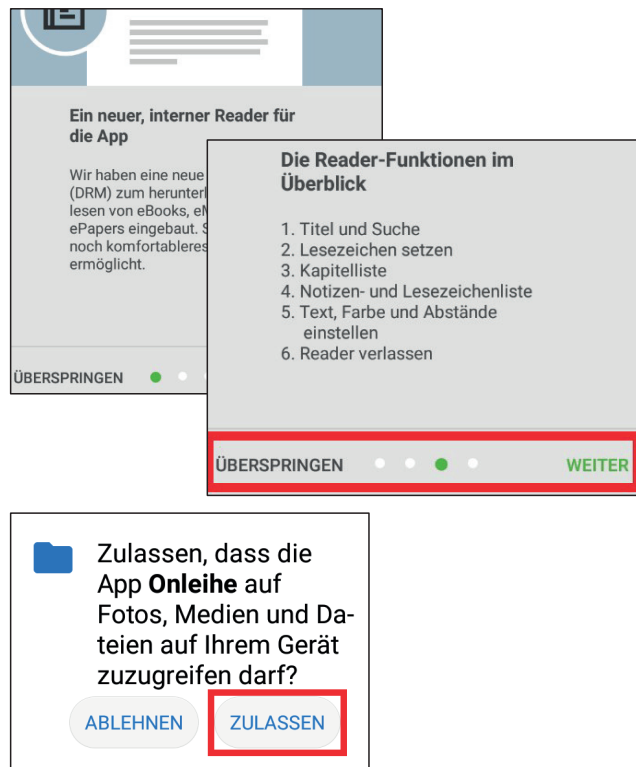 Ein neuer, interner Reader für
die App
Wir haben eine neue
(DRM) zum herunterl
lesen von eBooks, eM
ePapers eingebaut. S
noch komfortableres
ermöglicht.
ÜBERSPRINGEN
Die Reader-Funktionen im
Überblick
1. Titel und Suche
2. Lesezeichen setzen
3. Kapitelliste
4. Notizen- und Lesezeichenliste
5. Text, Farbe und Abstände
einstellen
6. Reader verlassen
ÜBERSPRINGEN WEITER
Zulassen, dass die
App Onleihe auf
Fotos, Medien und Da-
teien auf Ihrem Gerät
zuzugreifen darf?
ABLEHNEN ZULASSEN